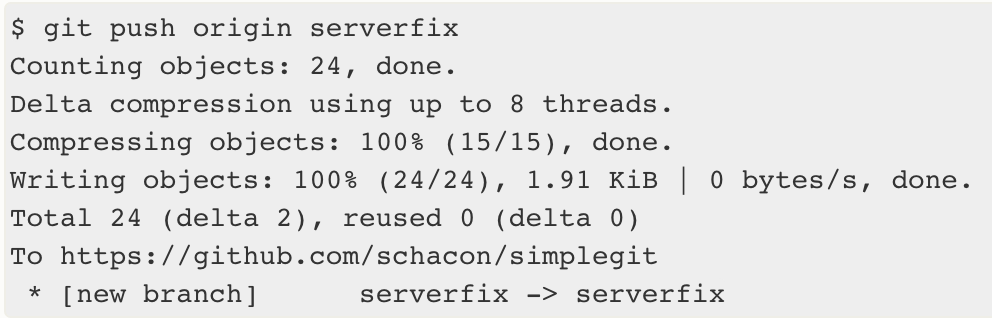 $ git push origin serverfix
Counting objects: 24, done.
Delta compression using up to 8 threads.
Compressing objects: 100% (15/15), done.
Writing objects: 100% (24/24), 1.91 KiB | 0 bytes/s, done.
Total 24 (delta 2), reused 0 (delta 0)
To https://github.com/schacon/simplegit
 * [new branch]      serverfix -> serverfix